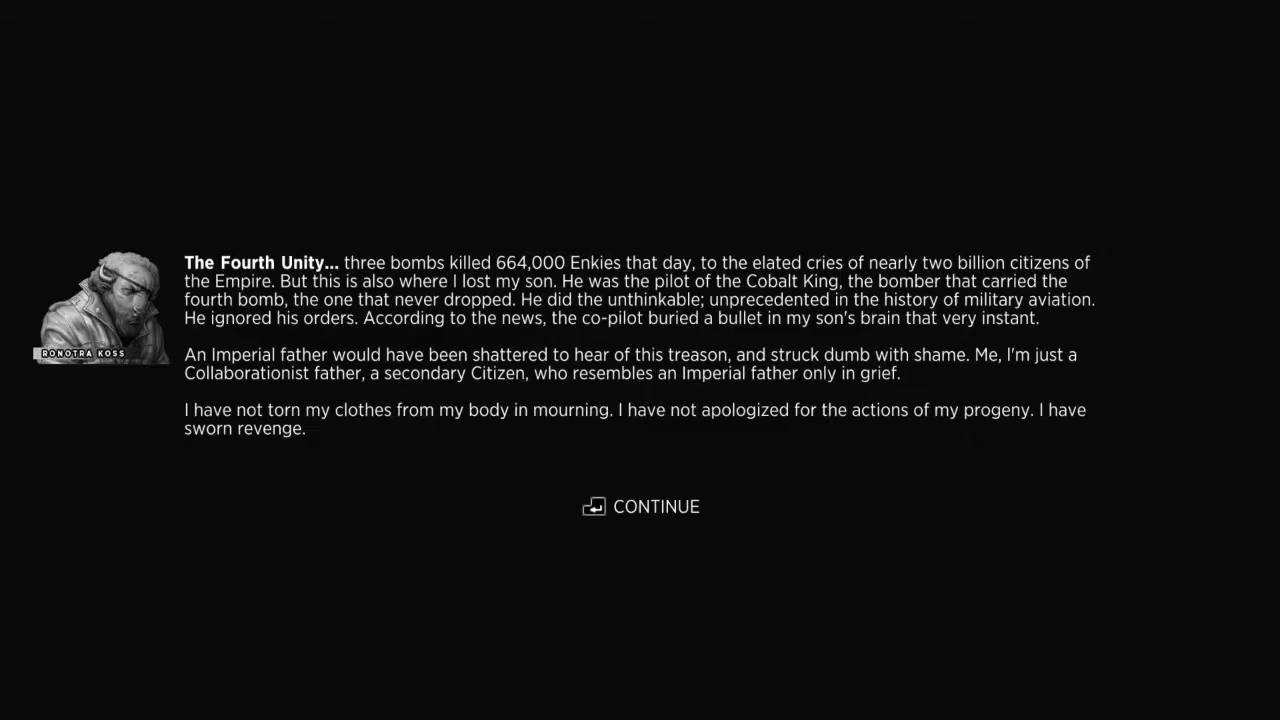 The Fourth Unity... three bombs killed 664,000 Enkies that day, to the elated cries of nearly two billion citizens of
the Empire. But this is also where I lost my son. He was the pilot of the Cobalt King, the bomber that carried the
fourth bomb, the one that never dropped. He did the unthinkable; unprecedented in the history of military aviation.
He ignored his orders. According to the news, the co-pilot buried a bullet in my son's brain that very instant.
RONOTRA KOSS
An Imperial father would have been shattered to hear of this treason, and struck dumb with shame. Me, I'm just a
Collaborationist father, a secondary Citizen, who resembles an Imperial father only in grief.
I have not torn my clothes from my body in mourning. I have not apologized for the actions of my progeny. I have
sworn revenge.
CONTINUE